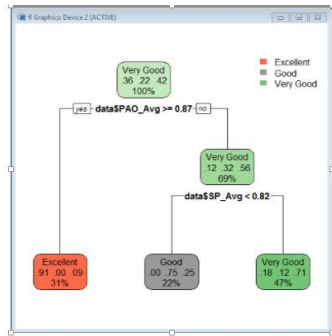 R Graphics: Device 2 (ACTIVE)
Excellent
Good
Very Good
Very Good
.36 .22 .42
100%
yes data$PAO_Avg >= 0.87 no
Very Good
.12 .32 .56
69%
data$SP_Avg < 0.82
Excellent
.91 .00 .09
31%
Good
.00 .75 .25
22%
Very Good
.18 .12 .71
47%